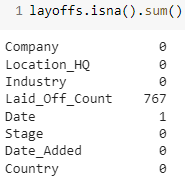 1 layoffs.isna().sum()
Company 0
Location_HQ 0
Industry 0
Laid_Off_Count 767
Date 1
Stage 0
Date_Added 0
Country 0